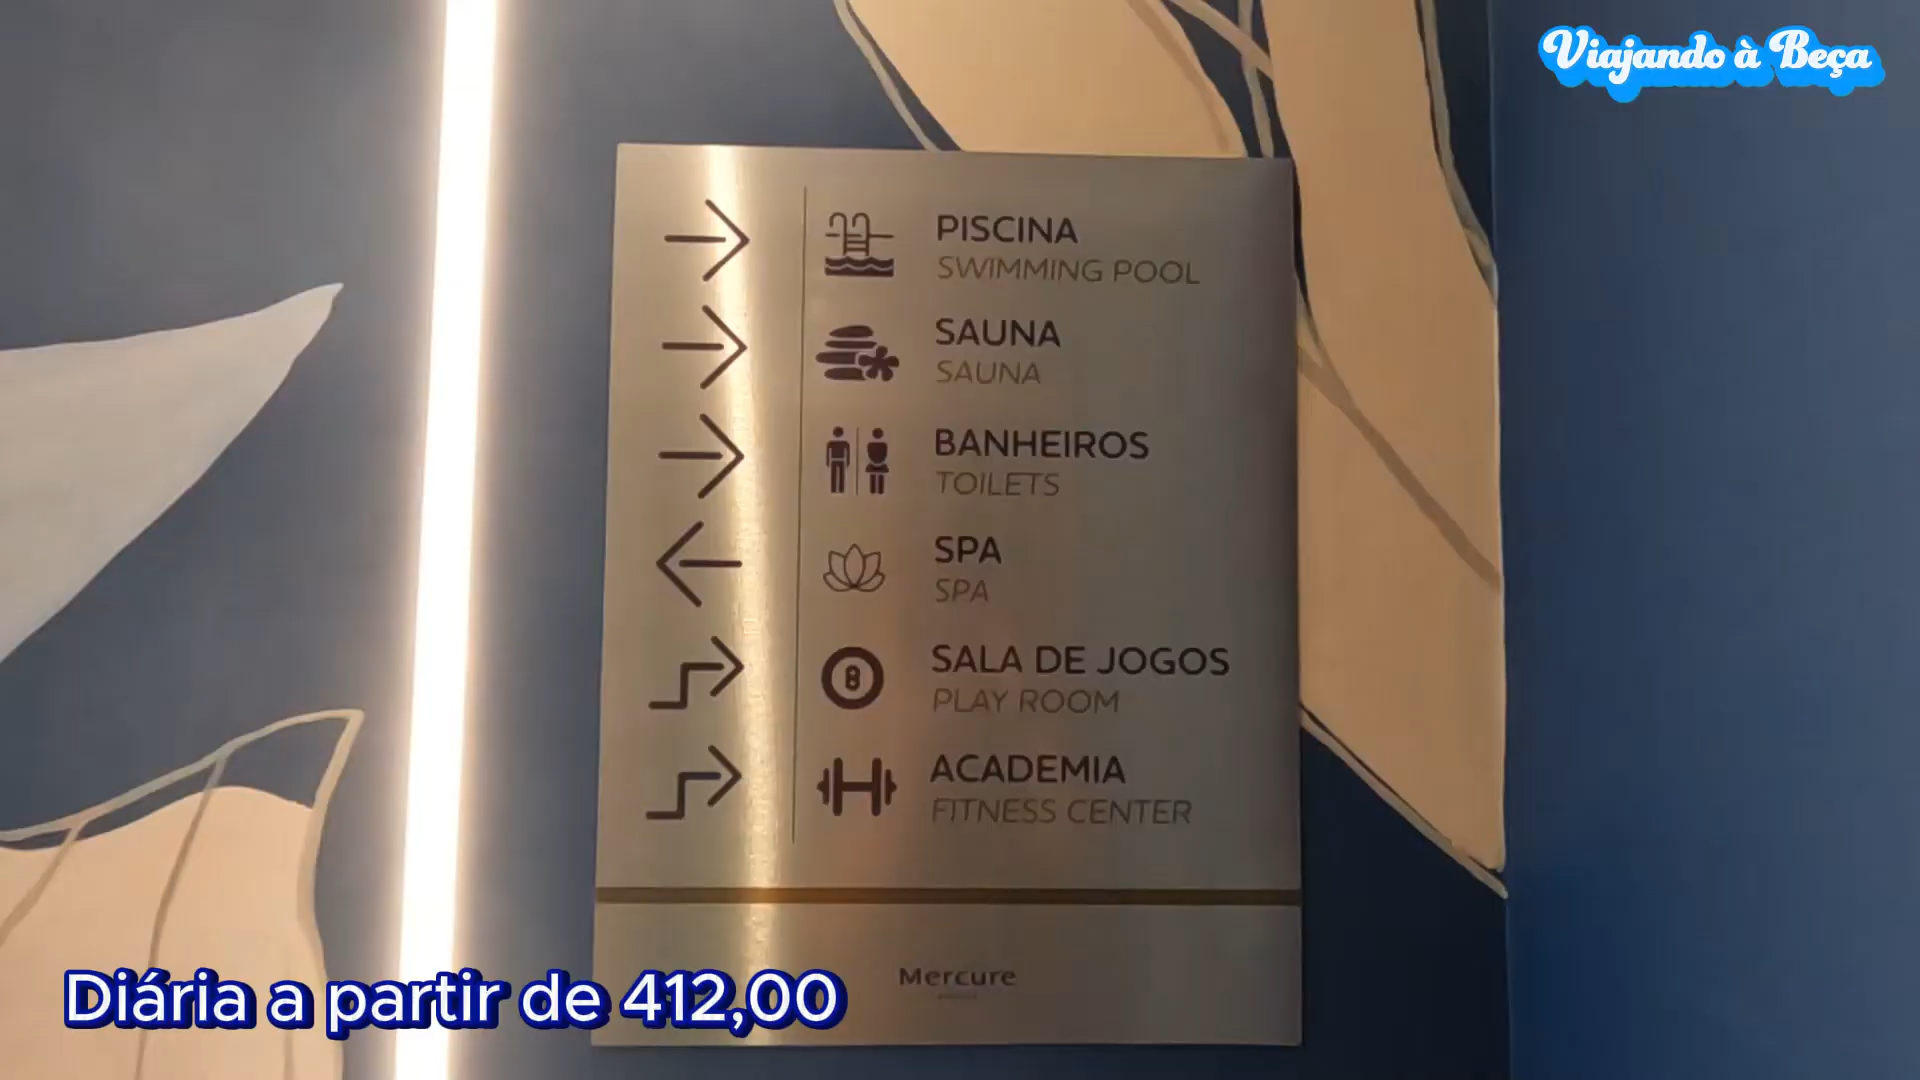 Viajando à Beça
PISCINA
SWIMMING POOL
SAUNA
SAUNA
BANHEIROS
TOILETS
SPA
SPA
SALA DE JOGOS
PLAY ROOM
8
ACADEMIA
FITNESS CENTER
Mercure
Diária a partir de 412,00